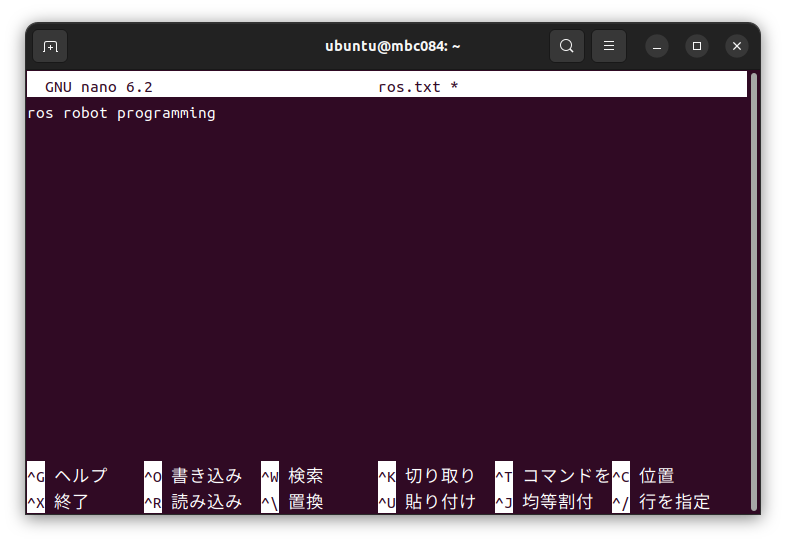 ubuntu@mbc084: ~
GNU nano 6.2 ros.txt *
ros robot programming
^G ヘルプ ^O 書き込み ^W 検索 ^K 切り取り ^T コマンドを ^C 位置
^X 終了 ^R 読み込み ^\ 置換 ^U 貼り付け ^J 均等割付 ^/ 行を指定